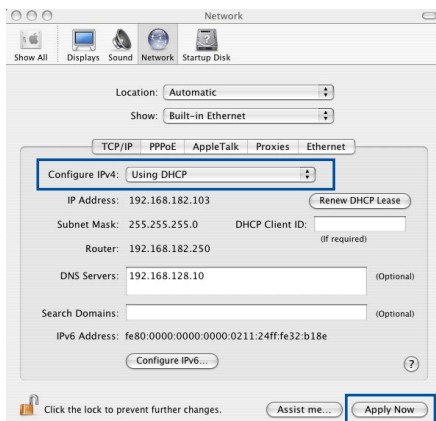 Network
Show All Displays Sound Network Startup Disk
Location: Automatic
Show: Built-in Ethernet
TCP/IP PPPoE AppleTalk Proxies Ethernet
Configure IPv4: Using DHCP
IP Address: 192.168.182.103 Renew DHCP Lease
Subnet Mask: 255.255.255.0 DHCP Client ID:
(If required)
Router: 192.168.182.250
DNS Servers: 192.168.128.10 (Optional)
Search Domains: (Optional)
IPv6 Address: fe80:0000:0000:0000:0211:24ff:fe32:b18e
Configure IPv6... ?
Click the lock to prevent further changes. Assist me... Apply Now